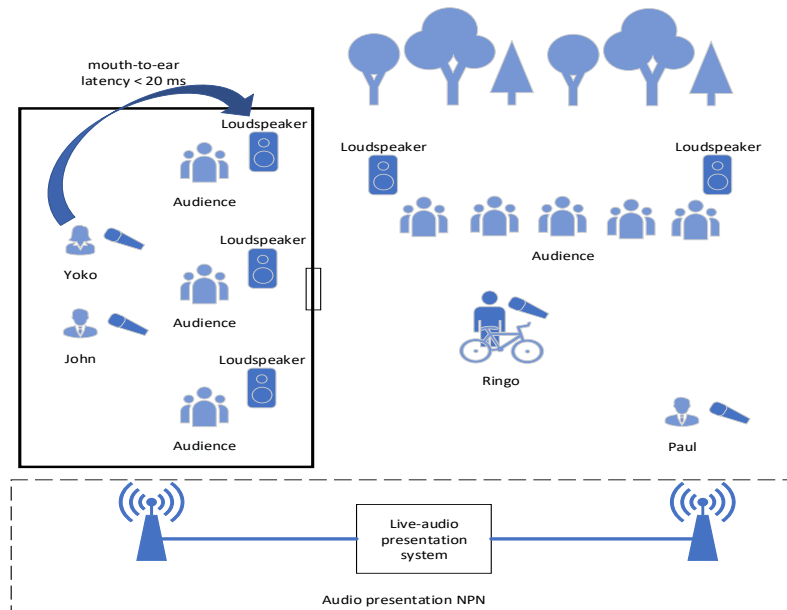 mouth-to-ear
latency < 20 ms
Loudspeaker
Audience
Loudspeaker
Yoko
Audience
John
Loudspeaker
Audience
Loudspeaker
Loudspeaker
Audience
Ringo
Paul
Live-audio
presentation
system
Audio presentation NPN